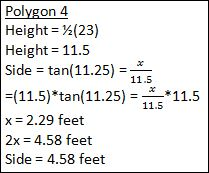 Polygon 4
Height = ½(23)
Height = 11.5
Side = tan(11.25) = x/11.5
=(11.5)*tan(11.25) = x/11.5*11.5
x = 2.29 feet
2x = 4.58 feet
Side = 4.58 feet